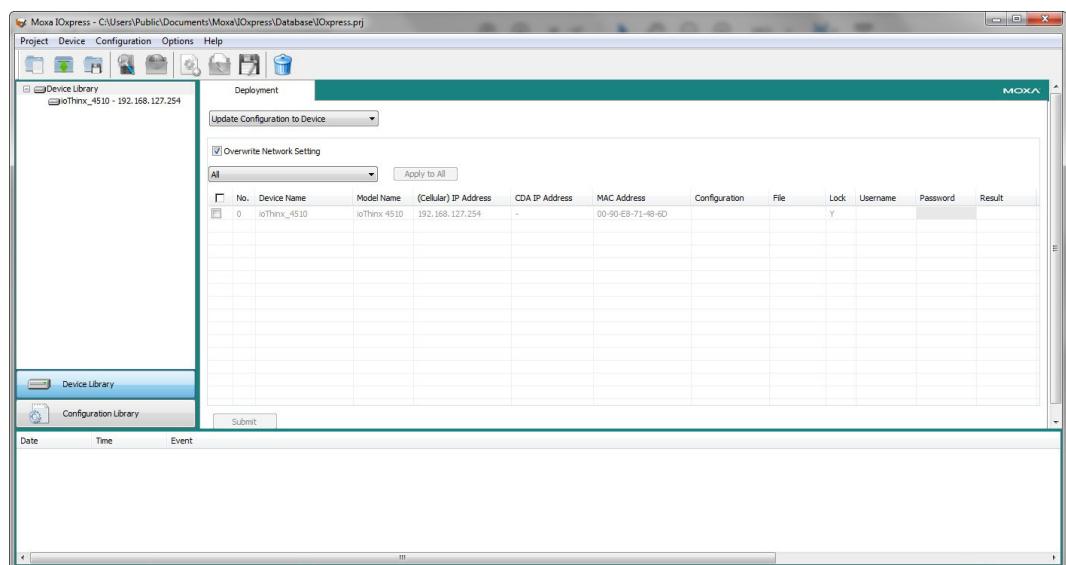 Moxa IOxpress - C:\Users\Public\Documents\Moxa\IOxpress\Database\IOxpress.prj
Project Device Configuration Options Help
Device Library
ioThinx_4510 - 192.168.127.254
Deployment
MOXA
Update Configuration to Device
Overwrite Network Setting
All
Apply to All
No. Device Name Model Name (Cellular) IP Address CDA IP Address MAC Address Configuration File Lock Username Password Result
0 ioThinx_4510 ioThinx 4510 192.168.127.254 - 00-90-E8-71-48-6D Y
Device Library
Configuration Library
Submit
Date Time Event